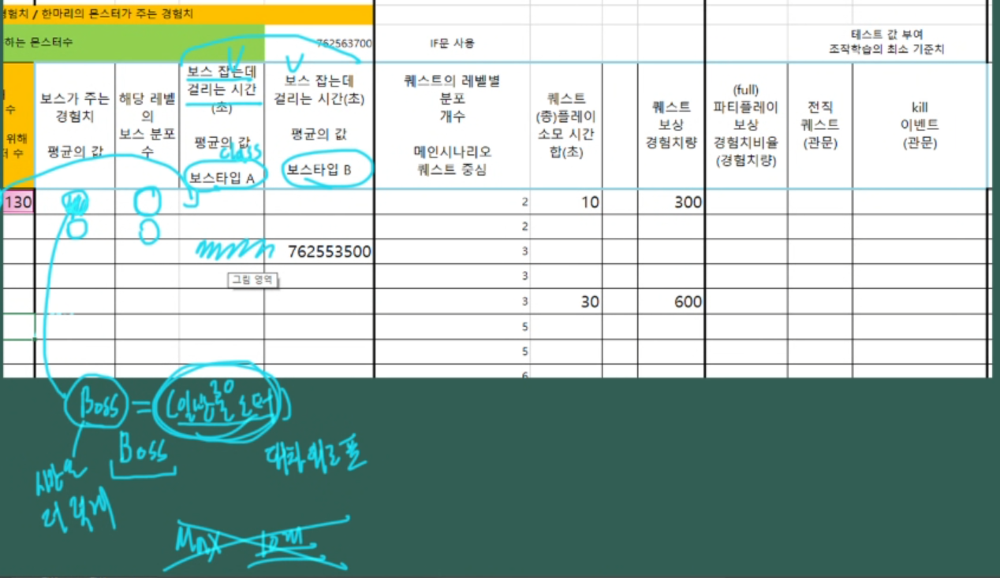 험치 / 한마리의 몬스터가 주는 경험치
하는 몬스터수
762563700
IF문 사용
테스트 값 부여
조작학습의 최소 기준치
수
위해
터 수
보스가 주는
경험치
평균의 값
해당 레벨
의
보스 분포
수
보스 잡는데
걸리는 시간
(초)
평균의 값
class
보스타입 A
보스 잡는데
걸리는 시간(초)
평균의 값
보스타입 B
퀘스트의 레벨별
분포
개수
메인시나리오
퀘스트 중심
퀘스트
(총)플레이
소모 시간
합(초)
퀘스트
보상
경험치량
(full)
파티플레이
보상
경험치비율
(경험치량)
전직
퀘스트
(관문)
kill
이벤트
(관문)
130
2
10
300
2
762553500
3
그림 영역
3
3
30
600
5
5
6
Boss = (일반몬스터)
30
Boss
Max 10m